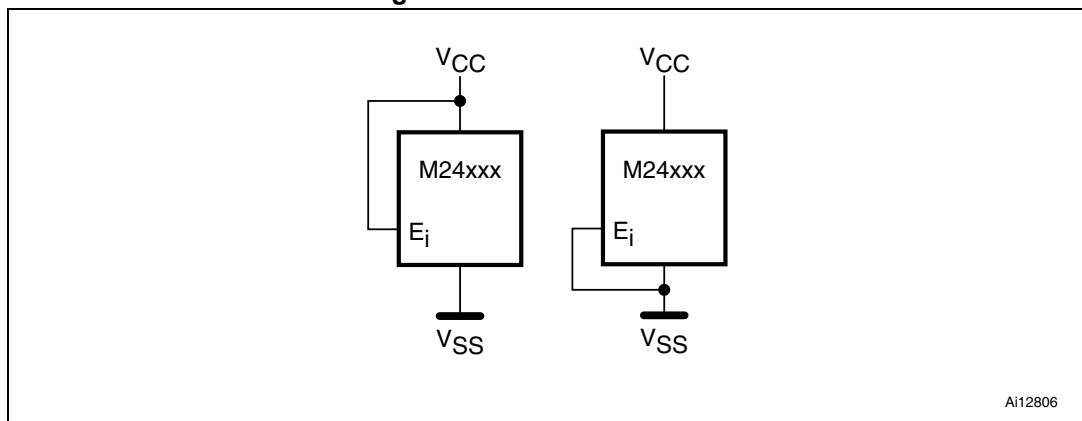 g
VCC
VCC
M24xxx
M24xxx
Ei
Ei
VSS
VSS
Ai12806